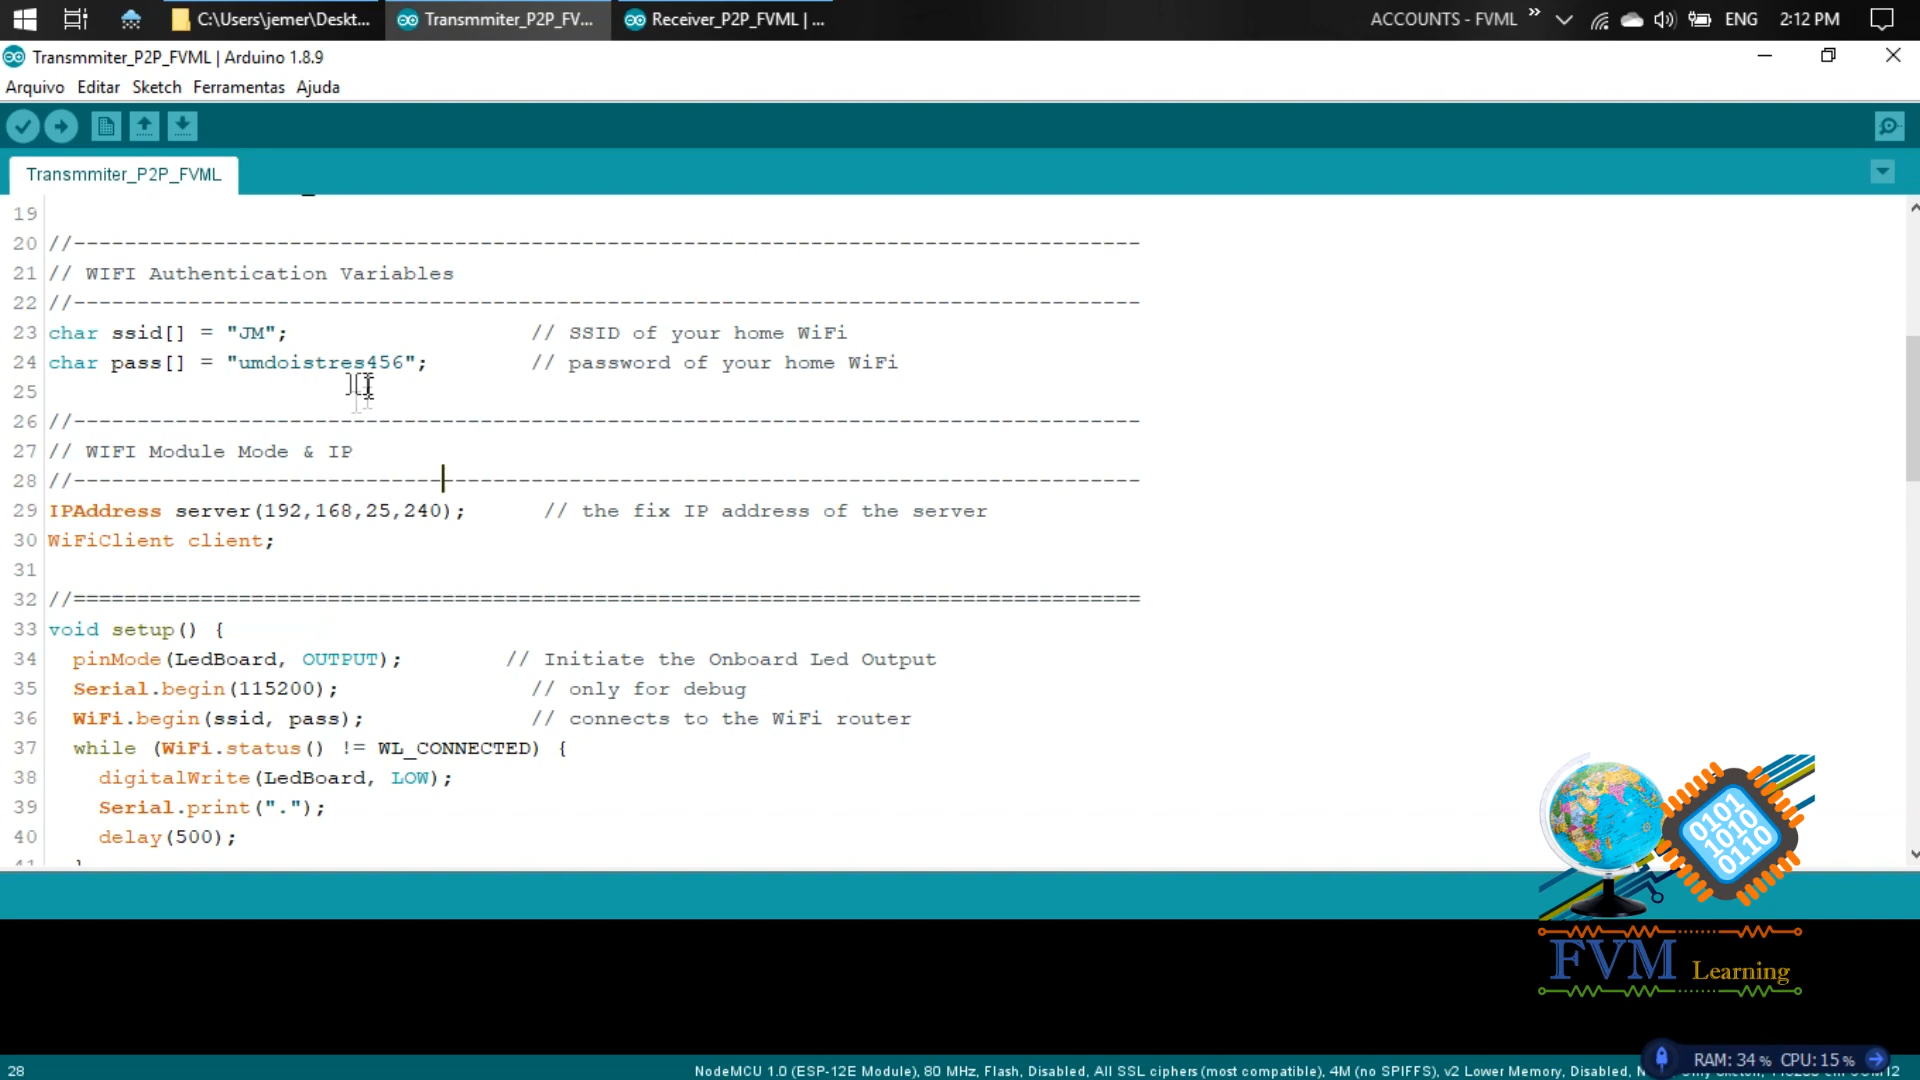 C:\Users\jemer\Deskt...
Transmmiter_P2P_FV...
Receiver_P2P_FVML | ...
ACCOUNTS - FVML
ENG
2:12 PM
Transmmiter_P2P_FVML | Arduino 1.8.9
Arquivo Editar Sketch Ferramentas Ajuda
Transmmiter_P2P_FVML
19
20 //------------------------------------------------------------------------------------
21 // WIFI Authentication Variables
22 //------------------------------------------------------------------------------------
23 char ssid[] = "JM"; // SSID of your home WiFi
24 char pass[] = "umdoistres456"; // password of your home WiFi
25
26 //------------------------------------------------------------------------------------
27 // WIFI Module Mode & IP
28 //------------------------------------------------------------------------------------
29 IPAddress server(192,168,25,240); // the fix IP address of the server
30 WiFiClient client;
31
32 //====================================================================================
33 void setup() {
34 pinMode(LedBoard, OUTPUT); // Initiate the Onboard Led Output
35 Serial.begin(115200); // only for debug
36 WiFi.begin(ssid, pass); // connects to the WiFi router
37 while (WiFi.status() != WL_CONNECTED) {
38 digitalWrite(LedBoard, LOW);
39 Serial.print(".");
40 delay(500);
0101
1010
0110
FVM Learning
RAM: 34 % CPU: 15 %
28
NodeMCU 1.0 (ESP-12E Module), 80 MHz, Flash, Disabled, All SSL ciphers (most compatible), 4M (no SPIFFS), v2 Lower Memory, Disabled,